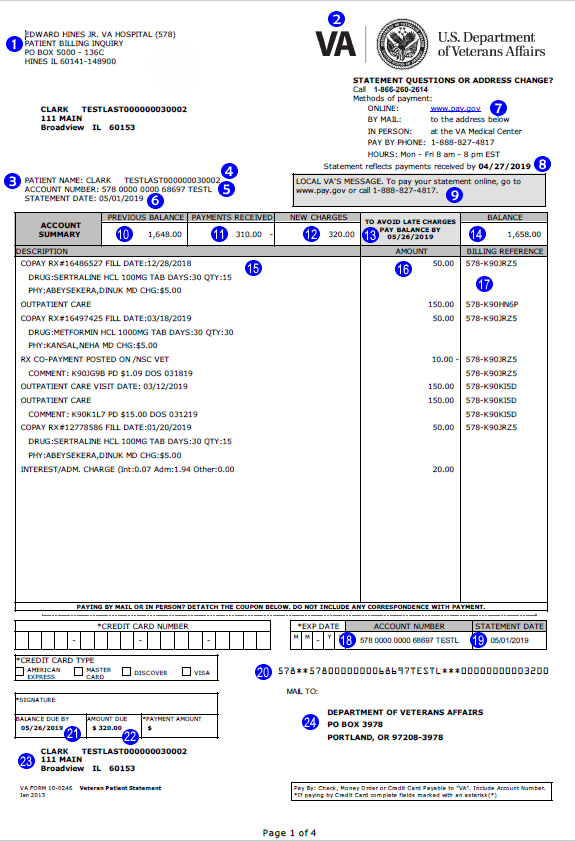 EDWARD HINES JR. VA HOSPITAL (578)
1 PATIENT BILLING INQUIRY
PO BOX 5000 - 136C
HINES IL 60141-148900
2
VA
U.S. Department
of Veterans Affairs
STATEMENT QUESTIONS OR ADDRESS CHANGE?
Call 1-866-260-2614
Methods of payment:
ONLINE: www.pay.gov 7
BY MAIL: to the address below
IN PERSON: at the VA Medical Center
PAY BY PHONE: 1-888-827-4817
HOURS: Mon - Fri 8 am - 8 pm EST
Statement reflects payments received by 04/27/2019 8
CLARK TESTLAST000000030002
111 MAIN
Broadview IL 60153
3 PATIENT NAME: CLARK TESTLAST000000030002 4
ACCOUNT NUMBER: 578 0000 0000 68697 TESTL 5
STATEMENT DATE: 05/01/2019 6
LOCAL VA'S MESSAGE. To pay your statement online, go to
www.pay.gov or call 1-888-827-4817. 9
ACCOUNT SUMMARY
PREVIOUS BALANCE
10 1,648.00
PAYMENTS RECEIVED
11 310.00 -
NEW CHARGES
12 320.00
TO AVOID LATE CHARGES
13 PAY BALANCE BY
05/26/2019
BALANCE
14 1,658.00
DESCRIPTION AMOUNT BILLING REFERENCE
COPAY RX#16486527 FILL DATE:12/28/2018 15 16 50.00 578-K90JRZ5
DRUG:SERTRALINE HCL 100MG TAB DAYS:30 QTY:15 17
PHY:ABEYSEKERA,DINUK MD CHG:$5.00
OUTPATIENT CARE 150.00 578-K90HN6P
COPAY RX#16497425 FILL DATE:03/18/2019 50.00 578-K90JRZ5
DRUG:METFORMIN HCL 1000MG TAB DAYS:30 QTY:30
PHY:KANSAL,NEHA MD CHG:$5.00
RX CO-PAYMENT POSTED ON /NSC VET 10.00 - 578-K90JRZ5
COMMENT: K90JG9B PD $1.09 DOS 031819 578-K90JRZ5
OUTPATIENT CARE VISIT DATE: 03/12/2019 150.00 578-K90KI5D
OUTPATIENT CARE 150.00 578-K90KI5D
COMMENT: K90K1L7 PD $15.00 DOS 031219 578-K90KI5D
COPAY RX#12778586 FILL DATE:01/20/2019 50.00 578-K90JRZ5
DRUG:SERTRALINE HCL 100MG TAB DAYS:30 QTY:15
PHY:ABEYSEKERA,DINUK MD CHG:$5.00
INTEREST/ADM. CHARGE (Int:0.07 Adm:1.94 Other:0.00 20.00
PAYING BY MAIL OR IN PERSON? DETATCH THE COUPON BELOW. DO NOT INCLUDE ANY CORRESPONDENCE WITH PAYMENT.
*CREDIT CARD NUMBER
- - -
*EXP DATE ACCOUNT NUMBER STATEMENT DATE
M M - Y 18 578 0000 0000 68697 TESTL 19 05/01/2019
*CREDIT CARD TYPE
AMERICAN EXPRESS
MASTER CARD
DISCOVER
VISA
20 578**57800000000068697TESTL***00000000003200
MAIL TO:
*SIGNATURE
24 DEPARTMENT OF VETERANS AFFAIRS
PO BOX 3978
PORTLAND, OR 97208-3978
BALANCE DUE BY AMOUNT DUE *PAYMENT AMOUNT
05/26/2019 21 $ 320.00 22 $
CLARK TESTLAST000000030002
23 111 MAIN
Broadview IL 60153
VA FORM 10-0246 Veteran Patient Statement
Jan 2013
Pay By: Check, Money Order or Credit Card Payable to "VA". Include Account Number.
*If paying by Credit Card complete fields marked with an asterisk(*)
Page 1 of 4